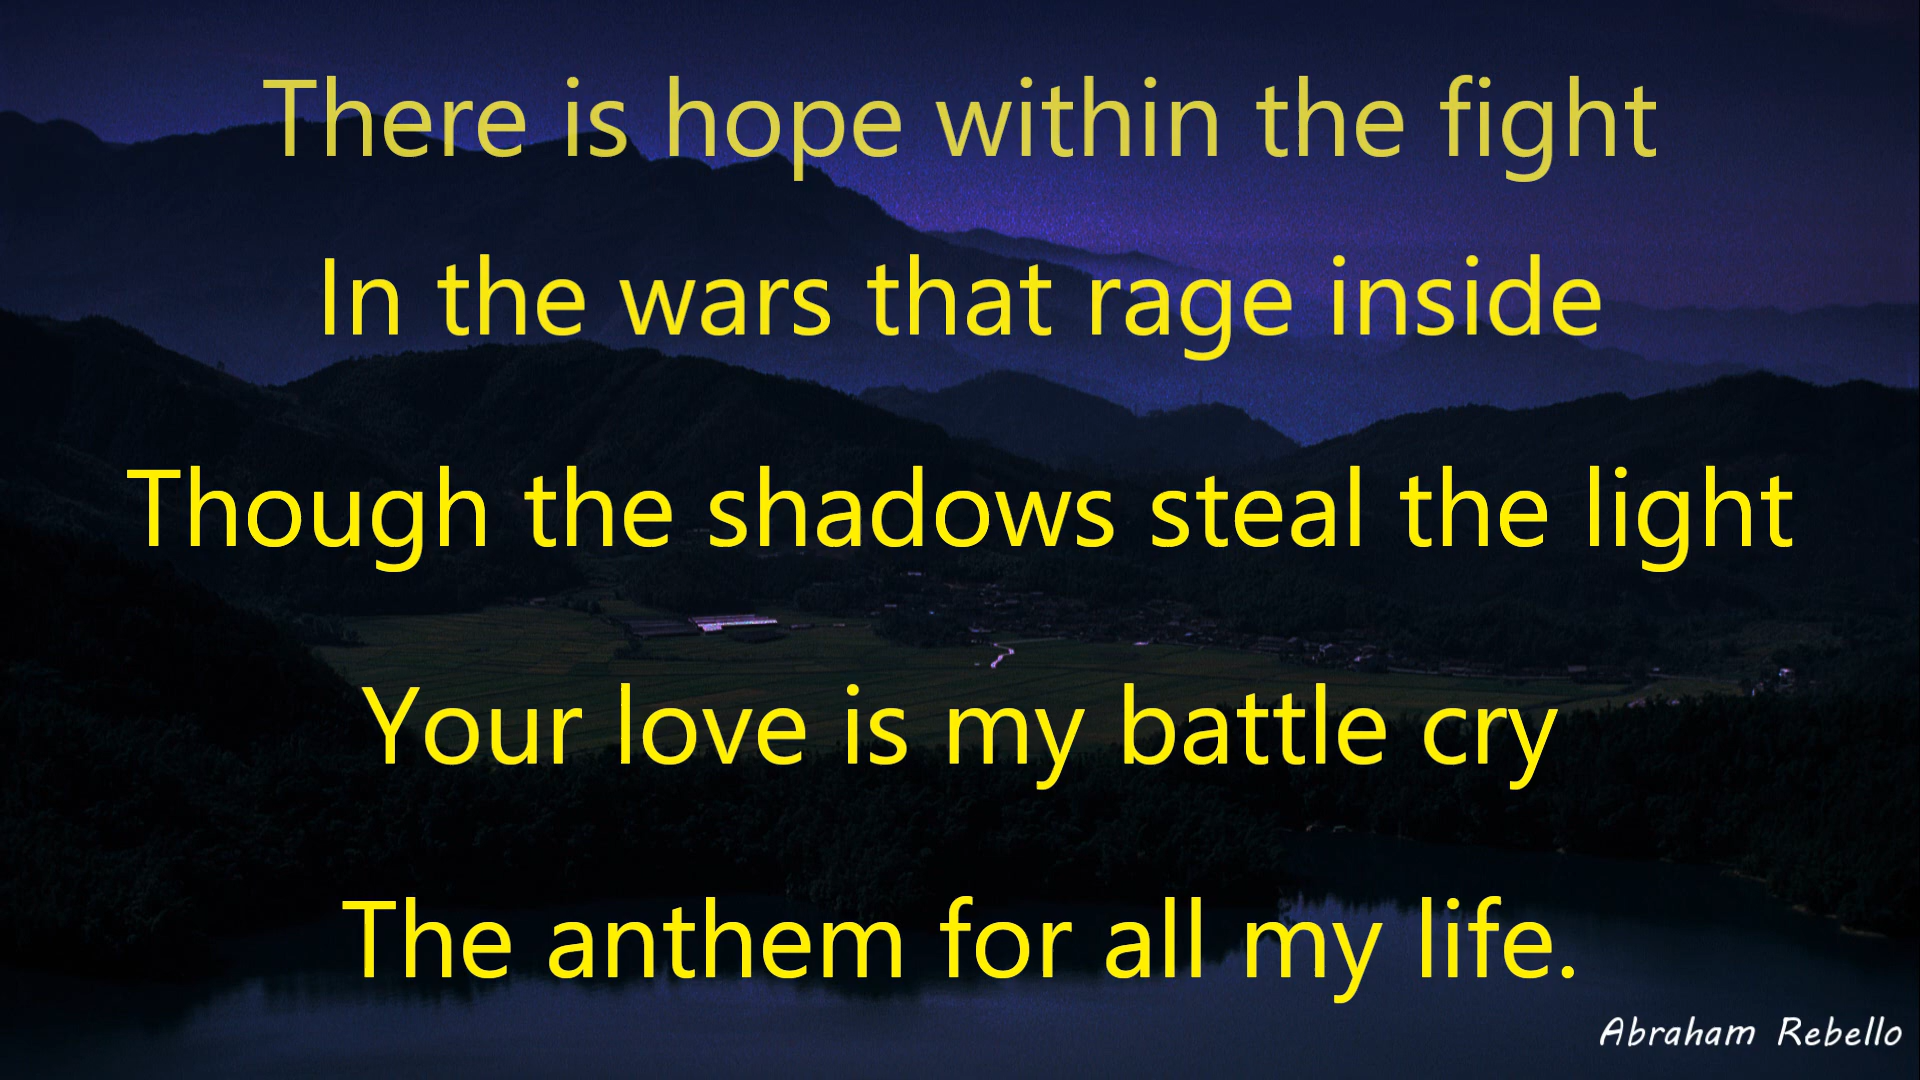 There is hope within the fight
In the wars that rage inside
Though the shadows steal the light
Your love is my battle cry
The anthem for all my life.
Abraham Rebello